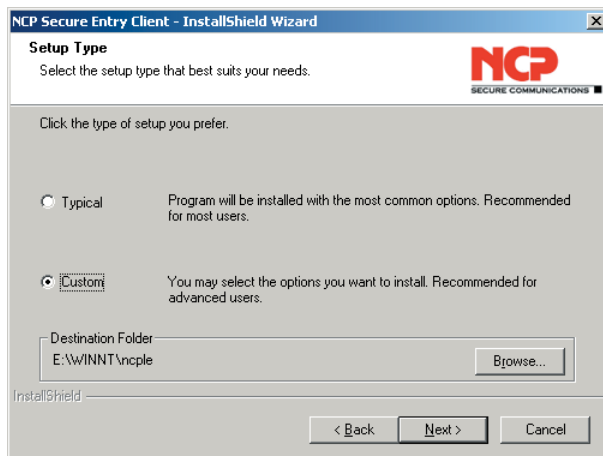 NCP Secure Entry Client - InstallShield Wizard
Setup Type
Select the setup type that best suits your needs.
NCP
SECURE COMMUNICATIONS
Click the type of setup you prefer.
Typical
Program will be installed with the most common options. Recommended
for most users.
Custom
You may select the options you want to install. Recommended for
advanced users.
Destination Folder
E:\WINNT\ncple
Browse...
InstallShield
< Back
Next >
Cancel